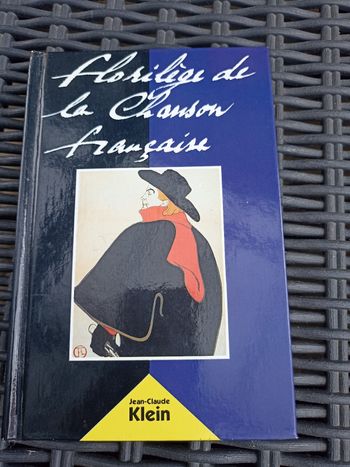 Florilège de
la Chanson
française
Jean-Claude
Klein